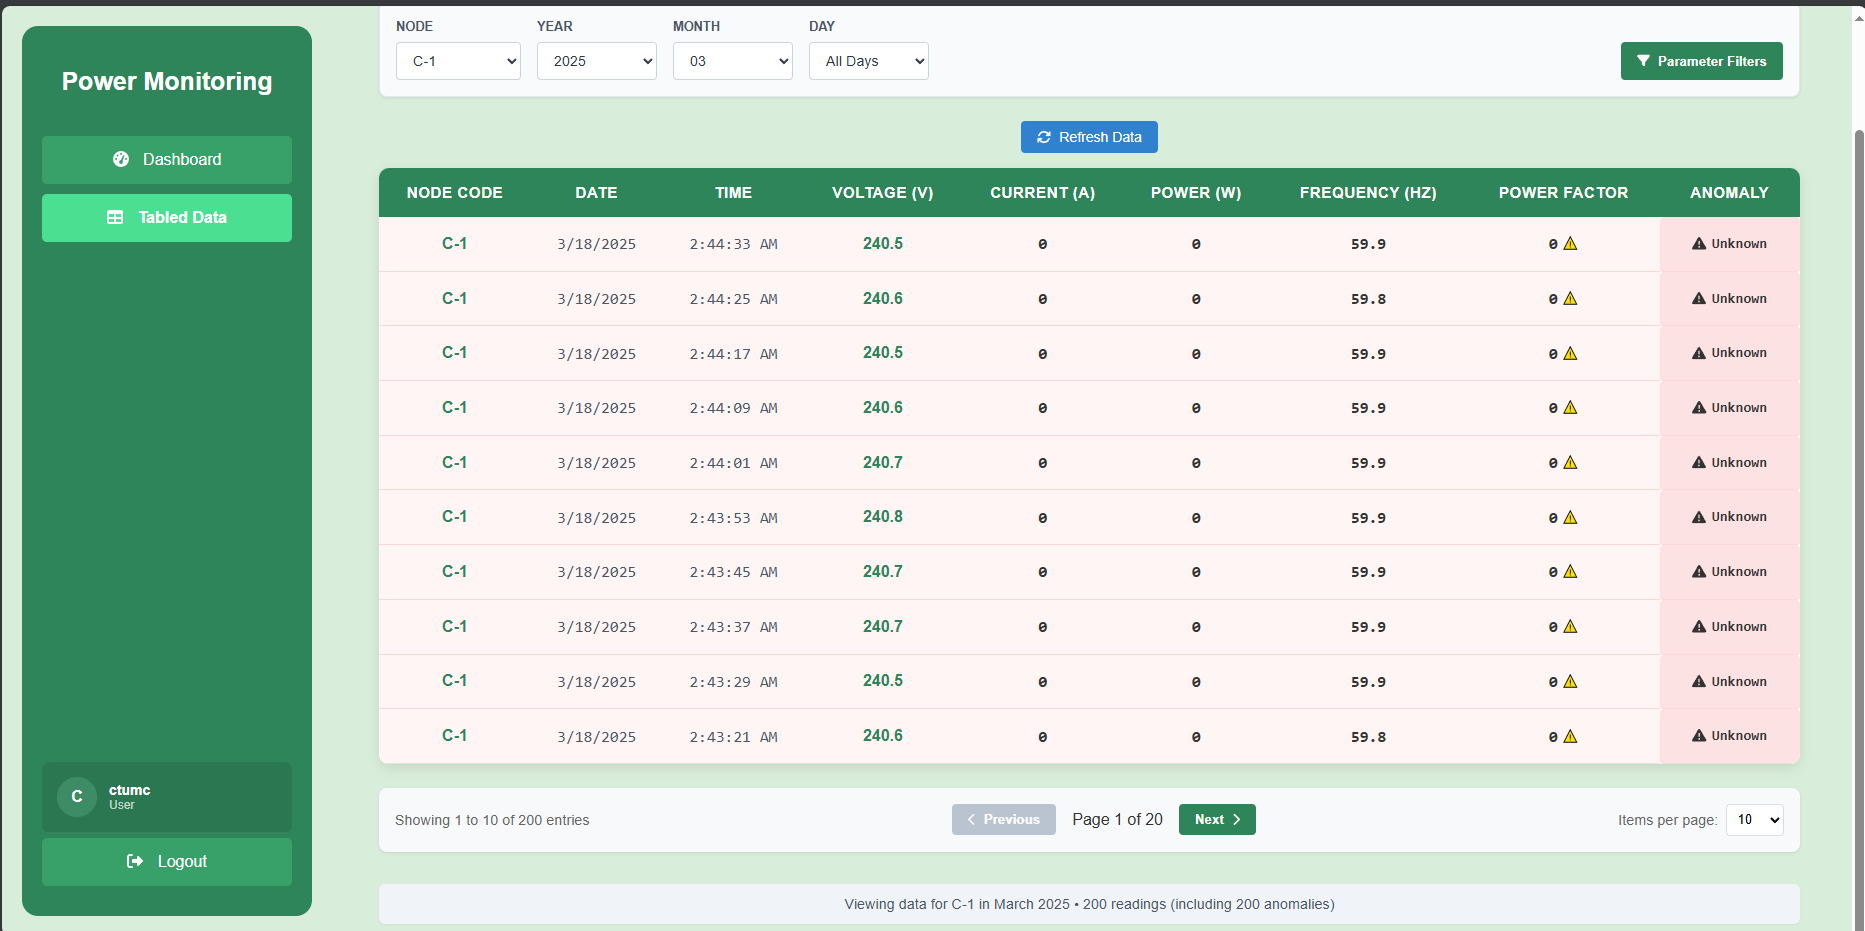 Power Monitoring
Dashboard
Tabled Data
C
ctumc
User
Logout
NODE YEAR MONTH DAY
C-1 2025 03 All Days Parameter Filters
Refresh Data
NODE CODE DATE TIME VOLTAGE (V) CURRENT (A) POWER (W) FREQUENCY (HZ) POWER FACTOR ANOMALY
C-1 3/18/2025 2:44:33 AM 240.5 0 0 59.9 0 Unknown
C-1 3/18/2025 2:44:25 AM 240.6 0 0 59.8 0 Unknown
C-1 3/18/2025 2:44:17 AM 240.5 0 0 59.9 0 Unknown
C-1 3/18/2025 2:44:09 AM 240.6 0 0 59.9 0 Unknown
C-1 3/18/2025 2:44:01 AM 240.7 0 0 59.9 0 Unknown
C-1 3/18/2025 2:43:53 AM 240.8 0 0 59.9 0 Unknown
C-1 3/18/2025 2:43:45 AM 240.7 0 0 59.9 0 Unknown
C-1 3/18/2025 2:43:37 AM 240.7 0 0 59.9 0 Unknown
C-1 3/18/2025 2:43:29 AM 240.5 0 0 59.9 0 Unknown
C-1 3/18/2025 2:43:21 AM 240.6 0 0 59.8 0 Unknown
Showing 1 to 10 of 200 entries Previous Page 1 of 20 Next Items per page: 10
Viewing data for C-1 in March 2025 • 200 readings (including 200 anomalies)